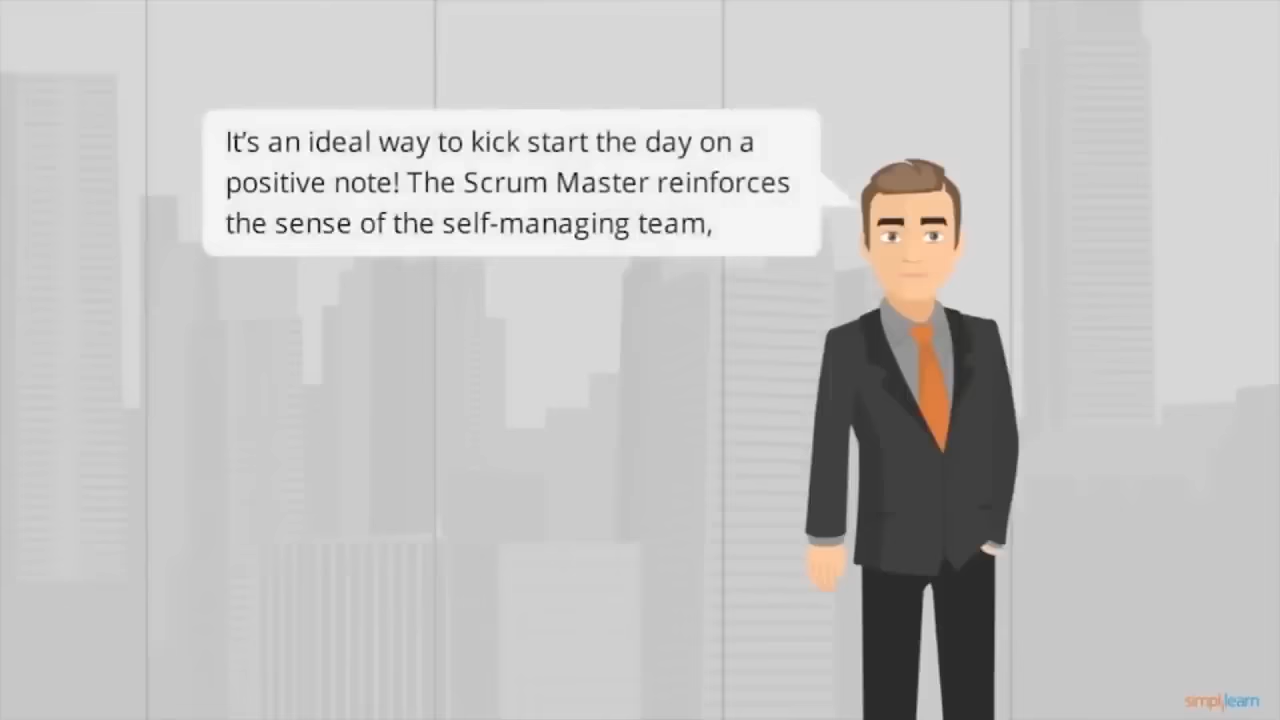 It’s an ideal way to kick start the day on a
positive note! The Scrum Master reinforces
the sense of the self-managing team,
simplilearn